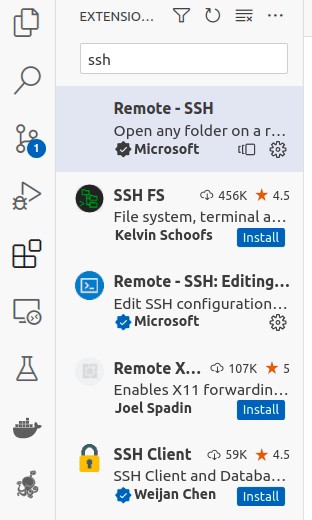 EXTENSIO...
ssh
1
Remote - SSH
Open any folder on a r...
Microsoft
SSH FS 456K 4.5
File system, terminal a...
Kelvin Schoofs Install
Remote - SSH: Editing...
Edit SSH configuration...
Microsoft
Remote X... 107K 5
Enables X11 forwardin...
Joel Spadin Install
SSH Client 59K 4.5
SSH Client and Databa...
Weijan Chen Install